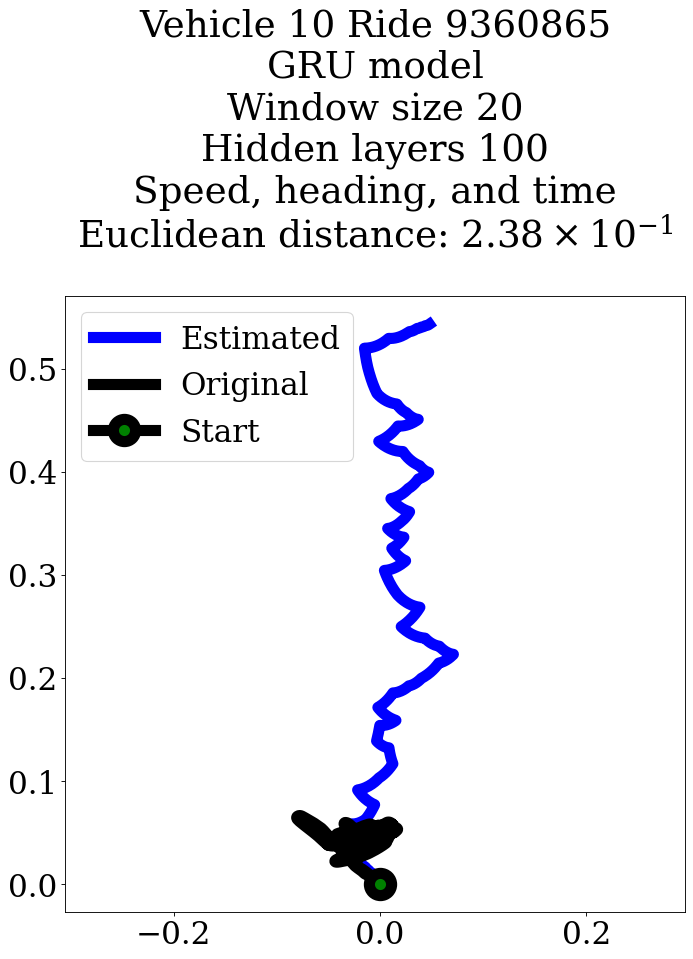 Vehicle 10 Ride 9360865
GRU model
Window size 20
Hidden layers 100
Speed, heading, and time
Euclidean distance: 2.38 × 10⁻¹
Estimated
Original
Start
0.5
0.4
0.3
0.2
0.1
0.0
−0.2 0.0 0.2